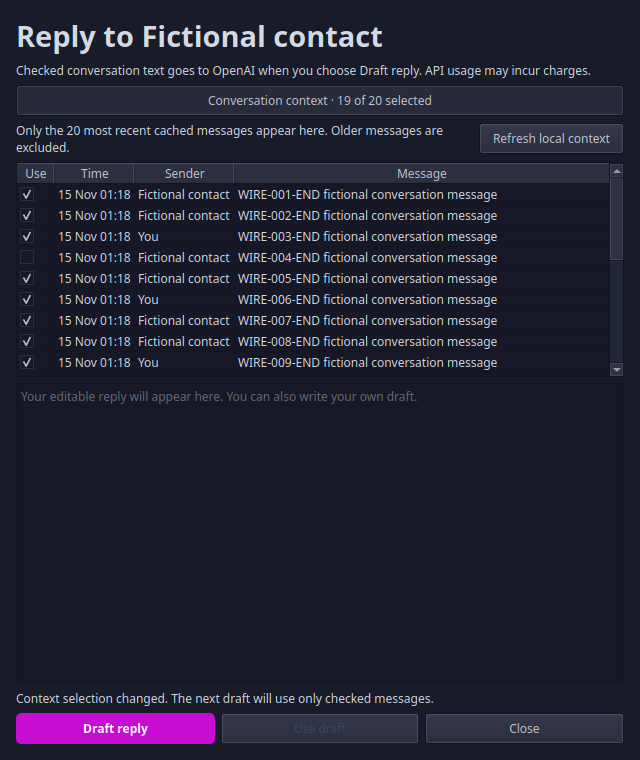 Reply to Fictional contact
Checked conversation text goes to OpenAI when you choose Draft reply. API usage may incur charges.
Conversation context · 19 of 20 selected
Only the 20 most recent cached messages appear here. Older messages are
excluded.
Refresh local context
Use Time Sender Message
15 Nov 01:18 Fictional contact WIRE-001-END fictional conversation message
15 Nov 01:18 Fictional contact WIRE-002-END fictional conversation message
15 Nov 01:18 You WIRE-003-END fictional conversation message
15 Nov 01:18 Fictional contact WIRE-004-END fictional conversation message
15 Nov 01:18 Fictional contact WIRE-005-END fictional conversation message
15 Nov 01:18 You WIRE-006-END fictional conversation message
15 Nov 01:18 Fictional contact WIRE-007-END fictional conversation message
15 Nov 01:18 Fictional contact WIRE-008-END fictional conversation message
15 Nov 01:18 You WIRE-009-END fictional conversation message
Your editable reply will appear here. You can also write your own draft.
Context selection changed. The next draft will use only checked messages.
Draft reply Use draft Close